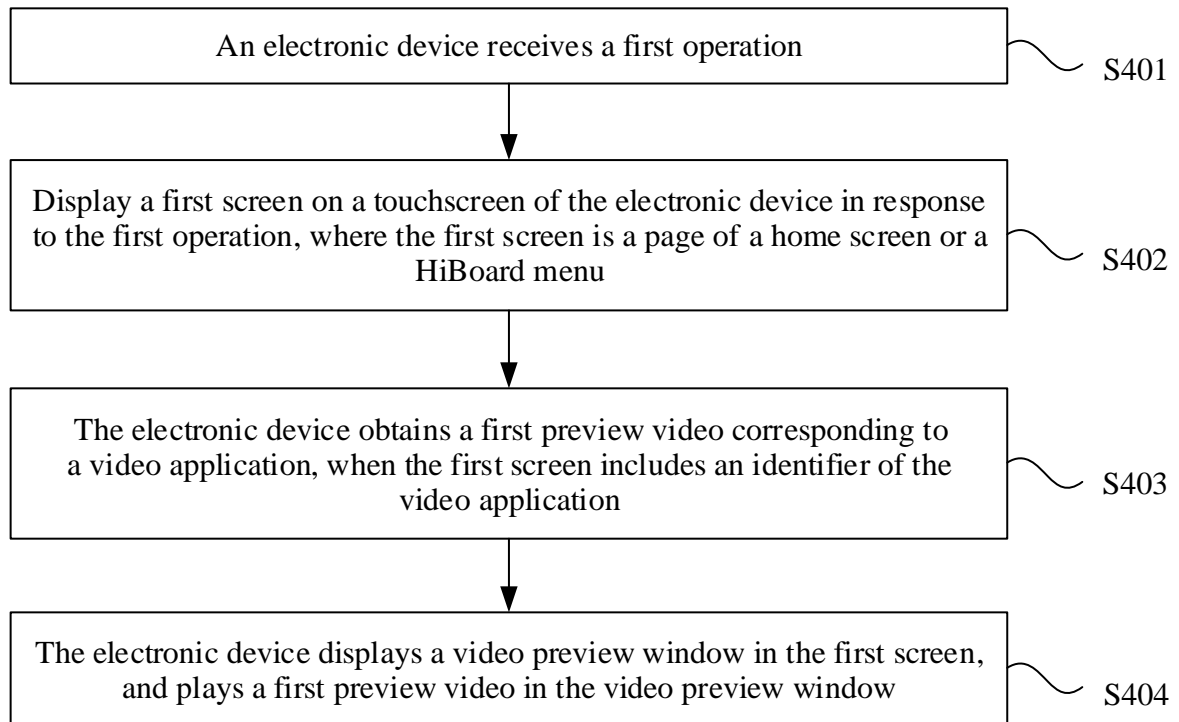 An electronic device receives a first operation
S401
Display a first screen on a touchscreen of the electronic device in response
to the first operation, where the first screen is a page of a home screen or a
HiBoard menu
S402
The electronic device obtains a first preview video corresponding to
a video application, when the first screen includes an identifier of the
video application
S403
The electronic device displays a video preview window in the first screen,
and plays a first preview video in the video preview window
S404